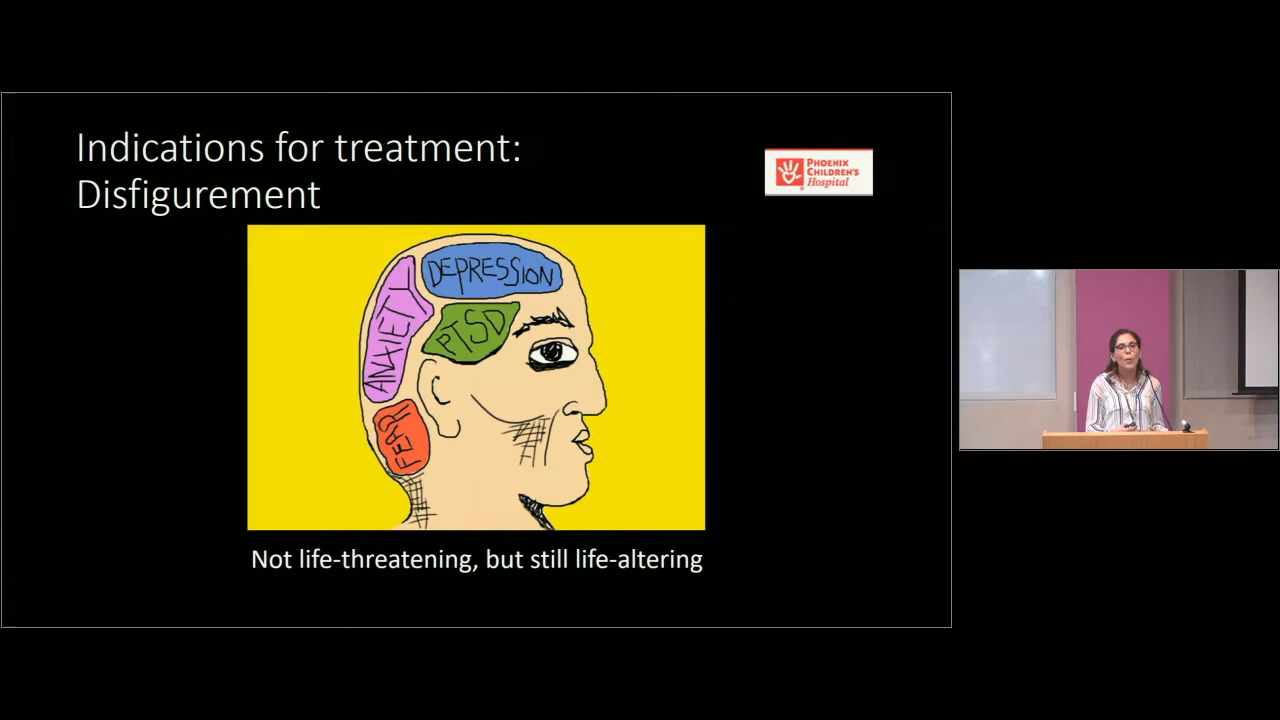 Indications for treatment:
Disfigurement
PHOENIX
CHILDREN'S
Hospital
DEPRESSION
ANXIETY
PTSD
FEAR
Not life-threatening, but still life-altering